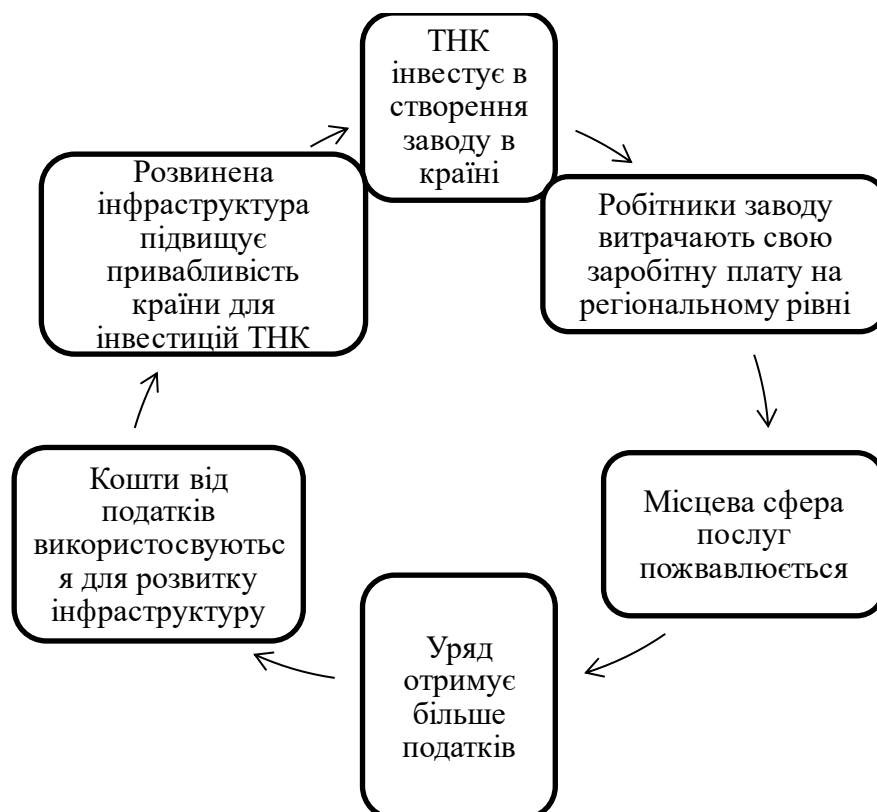 ТНК
інвестує в
створення
заводу в
країні
Робітники заводу
витрачають свою
заробітну плату на
регіональному рівні
Місцева сфера
послуг
пожвавлюється
Уряд
отримує
більше
податків
Кошти від
податків
використосвуютьс
я для розвитку
інфраструктуру
Розвинена
інфраструктура
підвищує
привабливість
країни для
інвестицій ТНК